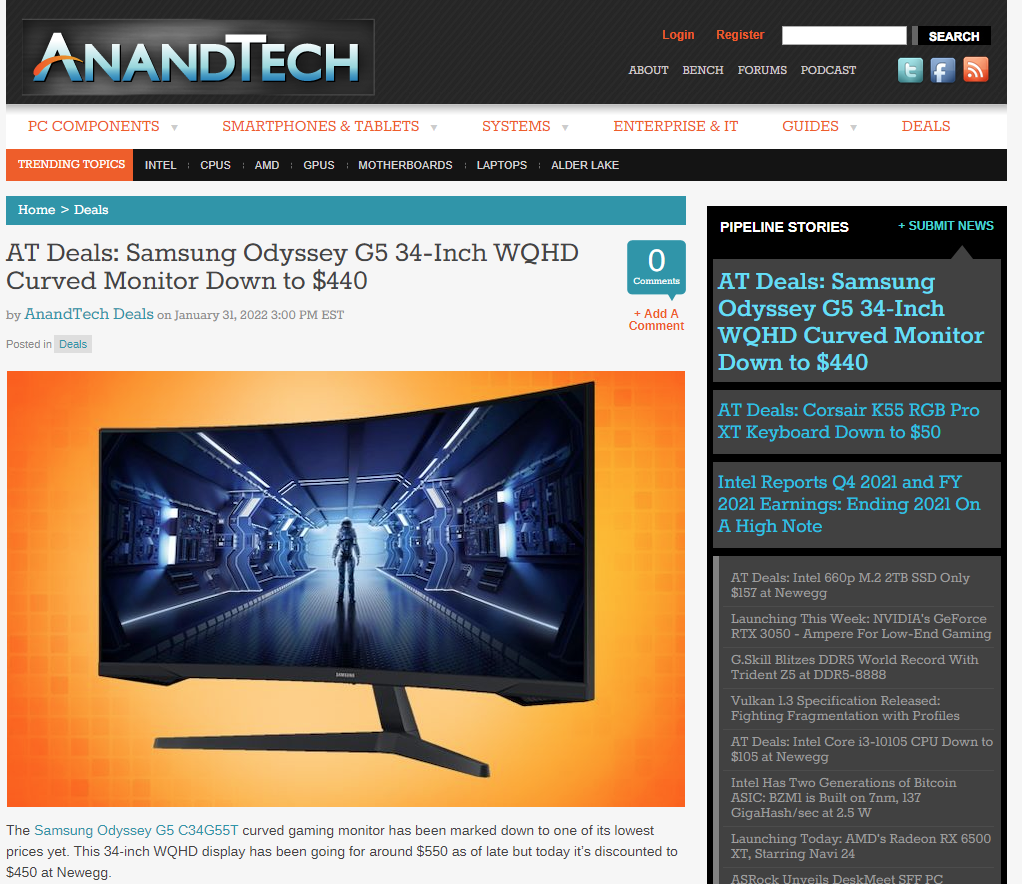 ANANDTECH
Login Register SEARCH
ABOUT BENCH FORUMS PODCAST
PC COMPONENTS SMARTPHONES & TABLETS SYSTEMS ENTERPRISE & IT GUIDES DEALS
TRENDING TOPICS INTEL CPUS AMD GPUS MOTHERBOARDS LAPTOPS ALDER LAKE
Home > Deals
AT Deals: Samsung Odyssey G5 34-Inch WQHD
Curved Monitor Down to $440
0
Comments
+ Add A
Comment
by AnandTech Deals on January 31, 2022 3:00 PM EST
Posted in Deals
SAMSUNG
The Samsung Odyssey G5 C34G55T curved gaming monitor has been marked down to one of its lowest
prices yet. This 34-inch WQHD display has been going for around $550 as of late but today it's discounted to
$450 at Newegg.
PIPELINE STORIES + SUBMIT NEWS
AT Deals: Samsung
Odyssey G5 34-Inch
WQHD Curved Monitor
Down to $440
AT Deals: Corsair K55 RGB Pro
XT Keyboard Down to $50
Intel Reports Q4 2021 and FY
2021 Earnings: Ending 2021 On
A High Note
AT Deals: Intel 660p M.2 2TB SSD Only
$157 at Newegg
Launching This Week: NVIDIA's GeForce
RTX 3050 - Ampere For Low-End Gaming
G.Skill Blitzes DDR5 World Record With
Trident Z5 at DDR5-8888
Vulkan 1.3 Specification Released:
Fighting Fragmentation with Profiles
AT Deals: Intel Core i3-10105 CPU Down to
$105 at Newegg
Intel Has Two Generations of Bitcoin
ASIC: BZM1 is Built on 7nm, 137
GigaHash/sec at 2.5 W
Launching Today: AMD's Radeon RX 6500
XT, Starring Navi 24
ASRock Unveils DeskMeet SFF PC